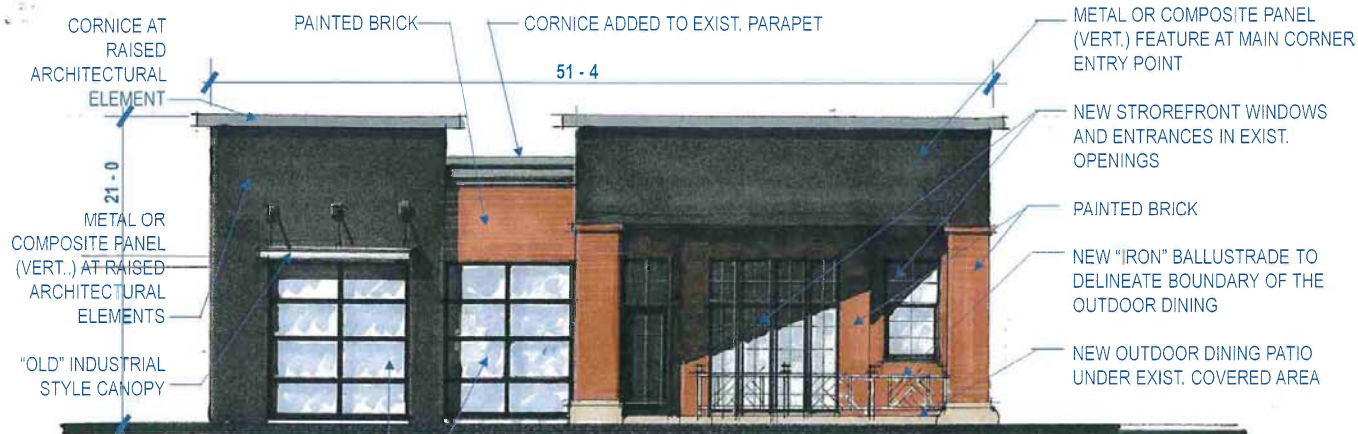 CORNICE AT
RAISED
ARCHITECTURAL
ELEMENT
PAINTED BRICK
CORNICE ADDED TO EXIST. PARAPET
51 - 4
METAL OR COMPOSITE PANEL
(VERT.) FEATURE AT MAIN CORNER
ENTRY POINT
NEW STROREFRONT WINDOWS
AND ENTRANCES IN EXIST.
OPENINGS
PAINTED BRICK
NEW "IRON" BALLUSTRADE TO
DELINEATE BOUNDARY OF THE
OUTDOOR DINING
NEW OUTDOOR DINING PATIO
UNDER EXIST. COVERED AREA
21 - 0
METAL OR
COMPOSITE PANEL
(VERT..) AT RAISED
ARCHITECTURAL
ELEMENTS
"OLD" INDUSTRIAL
STYLE CANOPY